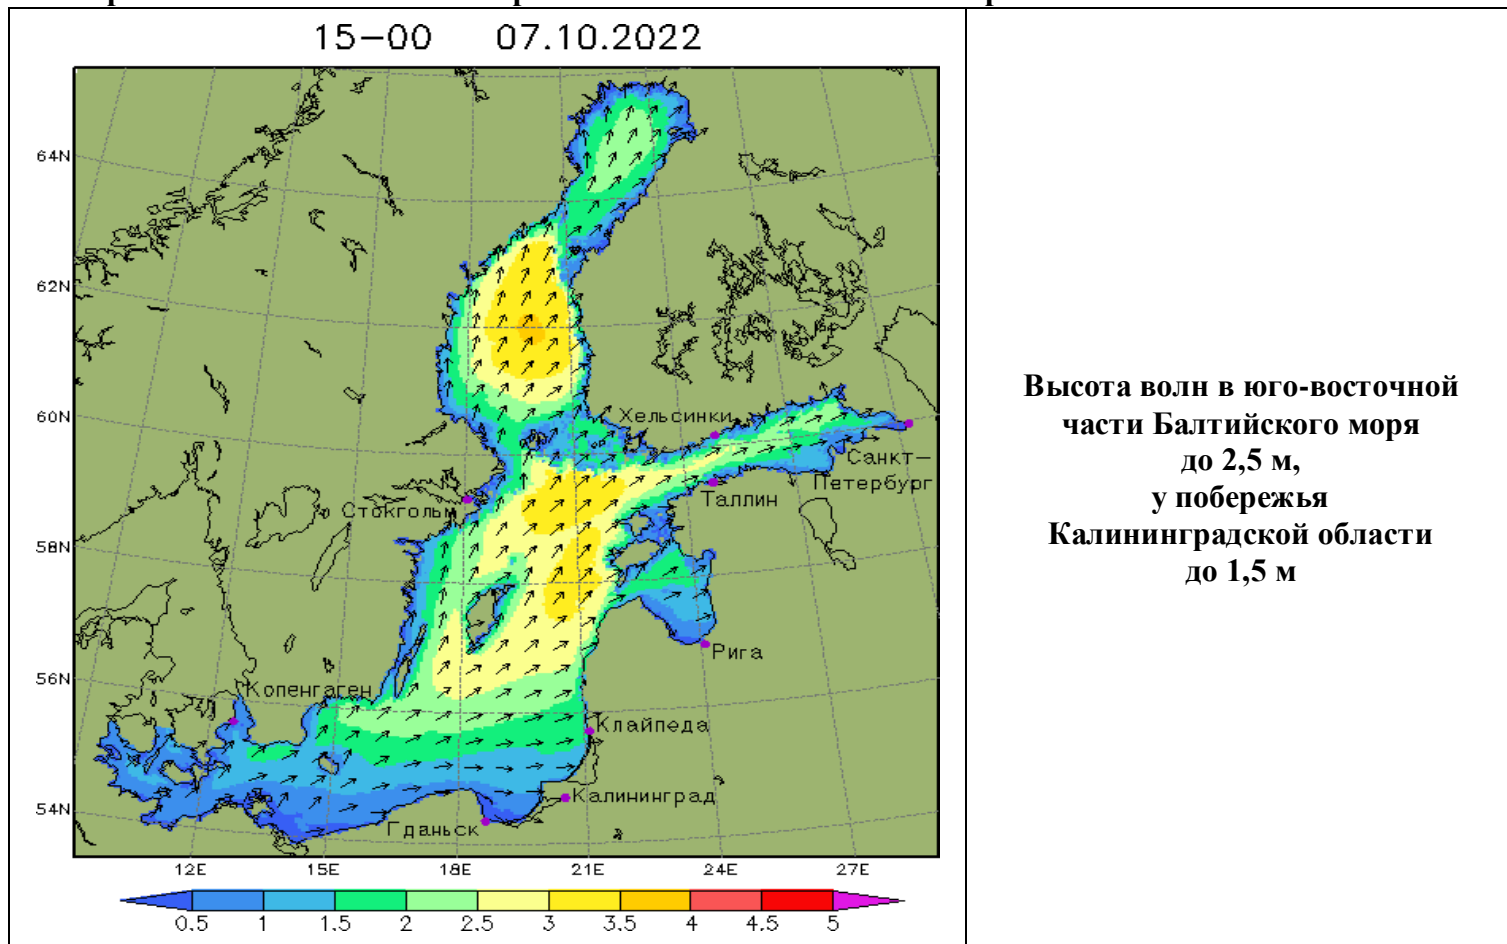 15-00 07.10.2022
64N
62N
60N
58N
56N
54N
Хельсинки
Санкт-
Петербург
Таллин
Стокгольм
Рига
Копенгаген
Клайпеда
Калининград
Гданьск
12E 15E 18E 21E 24E 27E
0.5 1 1.5 2 2.5 3 3.5 4 4.5 5
Высота волн в юго-восточной
части Балтийского моря
до 2,5 м,
у побережья
Калининградской области
до 1,5 м